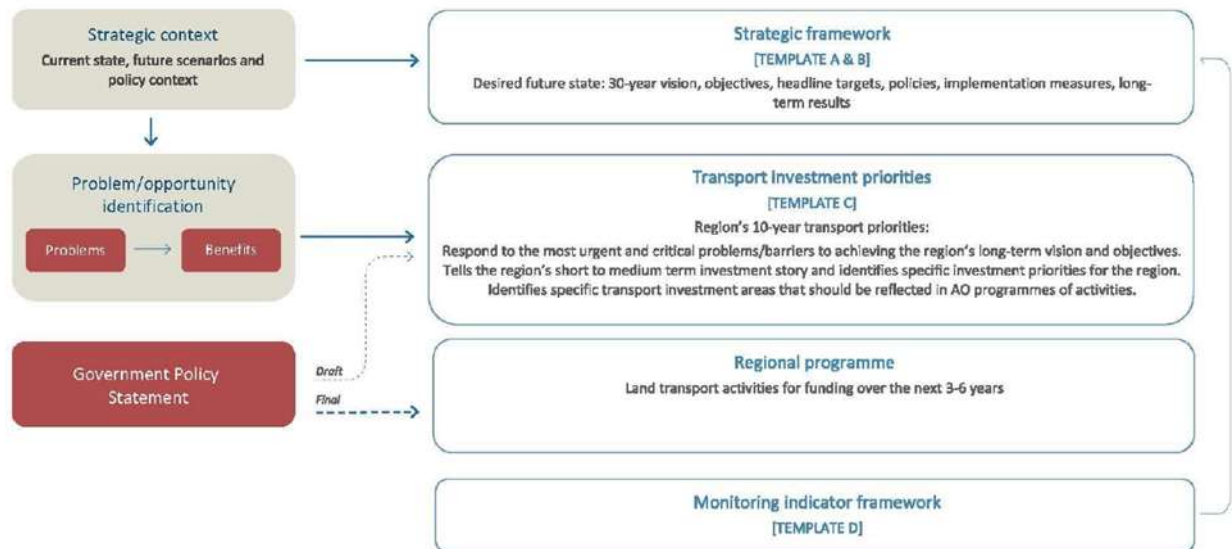 Strategic context
Current state, future scenarios and
policy context
Strategic framework
[TEMPLATE A & B]
Desired future state: 30-year vision, objectives, headline targets, policies, implementation measures, long-
term results
Problem/opportunity
identification
Problems
Benefits
Transport investment priorities
[TEMPLATE C]
Region's 10-year transport priorities:
Respond to the most urgent and critical problems/barriers to achieving the region's long-term vision and objectives.
Tells the region's short to medium term investment story and identifies specific investment priorities for the region.
Identifies specific transport investment areas that should be reflected in AO programmes of activities.
Government Policy
Statement
Draft
Final
Regional programme
Land transport activities for funding over the next 3-6 years
Monitoring indicator framework
[TEMPLATE D]